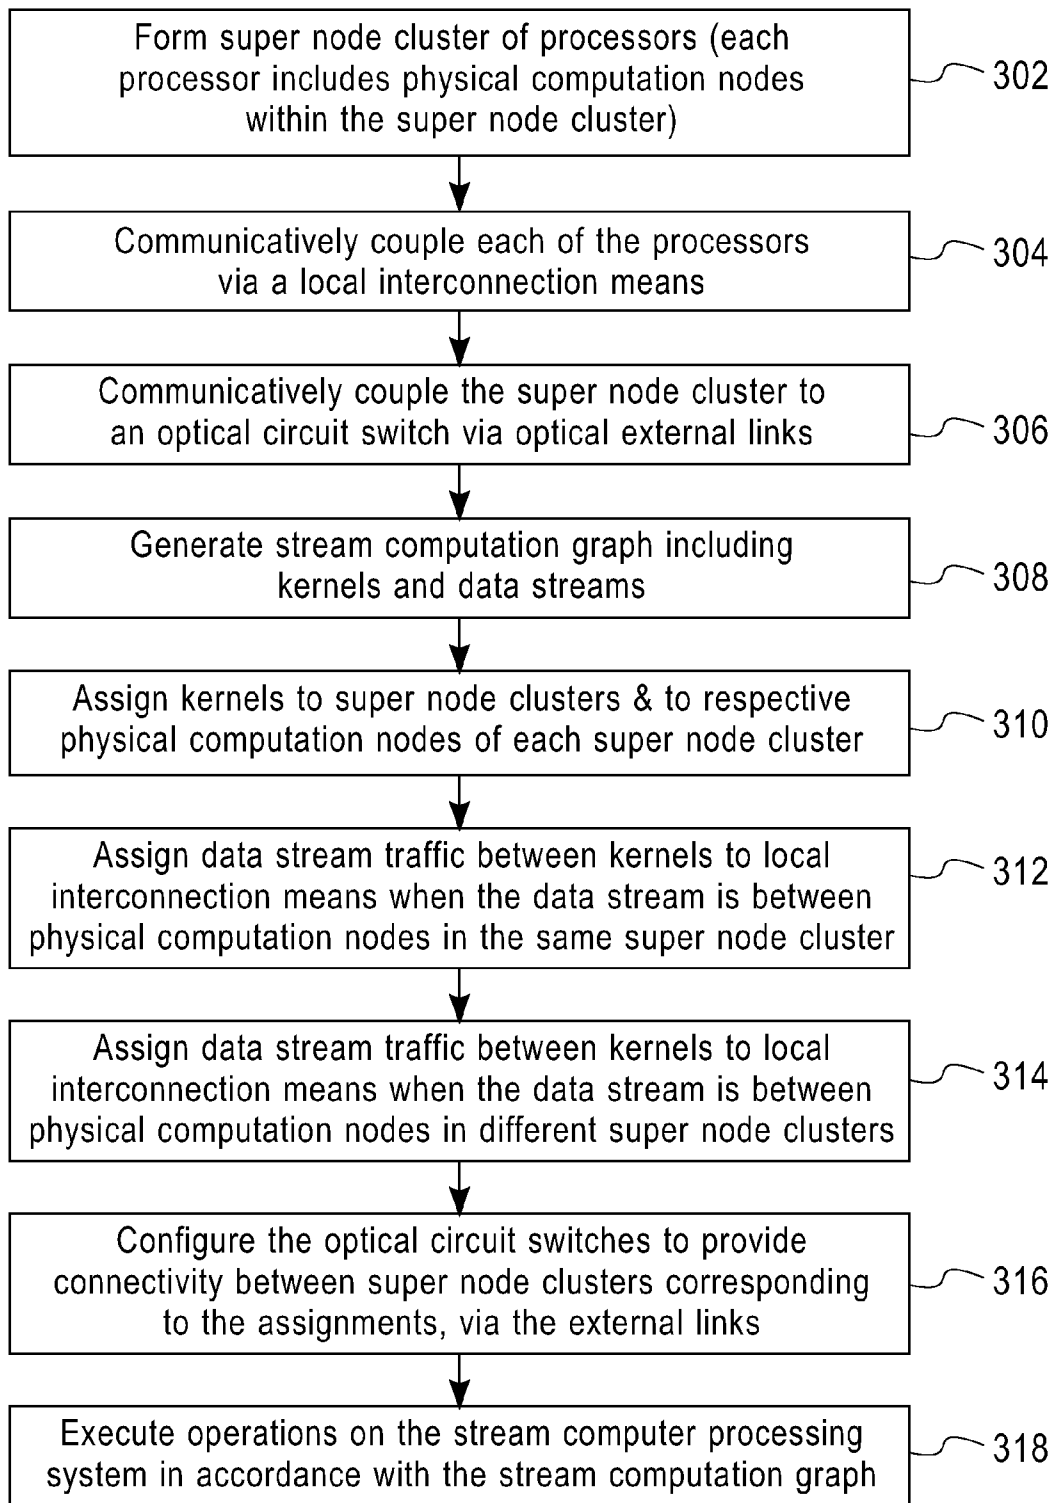 Form super node cluster of processors (each
processor includes physical computation nodes
within the super node cluster)
302
Communicatively couple each of the processors
via a local interconnection means
304
Communicatively couple the super node cluster to
an optical circuit switch via optical external links
306
Generate stream computation graph including
kernels and data streams
308
Assign kernels to super node clusters & to respective
physical computation nodes of each super node cluster
310
Assign data stream traffic between kernels to local
interconnection means when the data stream is between
physical computation nodes in the same super node cluster
312
Assign data stream traffic between kernels to local
interconnection means when the data stream is between
physical computation nodes in different super node clusters
314
Configure the optical circuit switches to provide
connectivity between super node clusters corresponding
to the assignments, via the external links
316
Execute operations on the stream computer processing
system in accordance with the stream computation graph
318